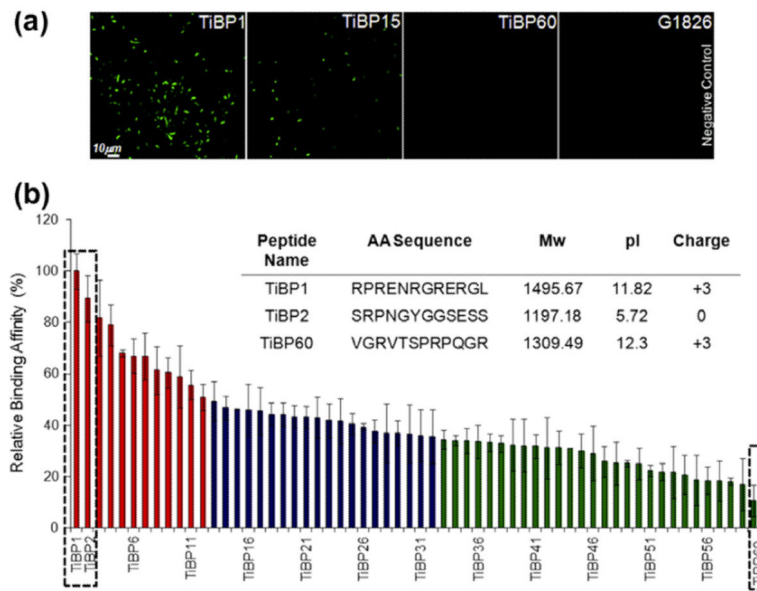 (a)
TiBP1
TiBP15
TiBP60
G1826
10µm
Negative Control
(b)
Relative Binding Affinity (%)
120
100
80
60
40
20
0
Peptide Name AA Sequence Mw pI Charge
TiBP1 RPRENRGRERGL 1495.67 11.82 +3
TiBP2 SRPNGYGGSESS 1197.18 5.72 0
TiBP60 VGRVTSPRPQGR 1309.49 12.3 +3
TiBP1
TiBP2
TiBP6
TiBP11
TiBP16
TiBP21
TiBP26
TiBP31
TiBP36
TiBP41
TiBP46
TiBP51
TiBP56
TiBP60